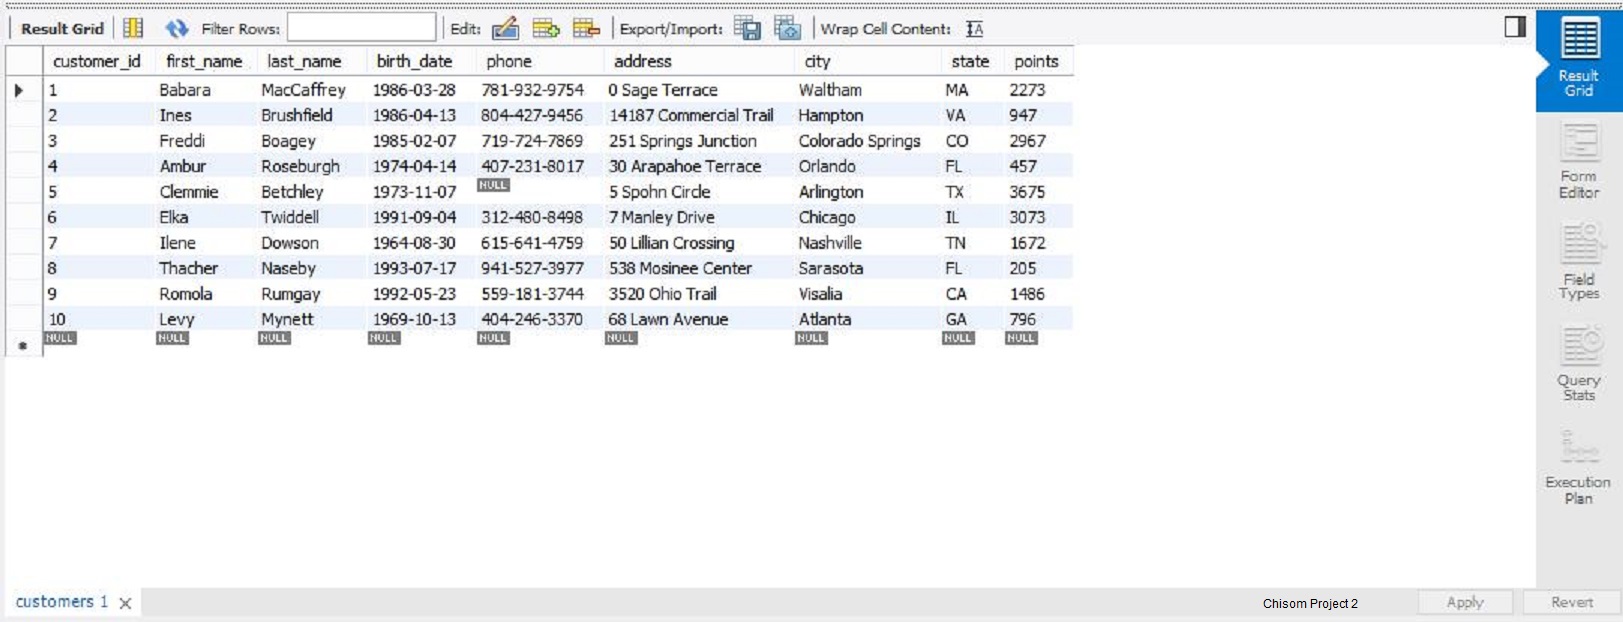 Result Grid Filter Rows: Edit: Export/Import: Wrap Cell Content:
customer_id first_name last_name birth_date phone address city state points
1 Babara MacCaffrey 1986-03-28 781-932-9754 0 Sage Terrace Waltham MA 2273
2 Ines Brushfield 1986-04-13 804-427-9456 14187 Commercial Trail Hampton VA 947
3 Freddi Boagey 1985-02-07 719-724-7869 251 Springs Junction Colorado Springs CO 2967
4 Ambur Roseburgh 1974-04-14 407-231-8017 30 Arapahoe Terrace Orlando FL 457
5 Clemmie Betchley 1973-11-07 NULL 5 Spohn Circle Arlington TX 3675
6 Elka Twiddell 1991-09-04 312-480-8498 7 Manley Drive Chicago IL 3073
7 Ilene Dowson 1964-08-30 615-641-4759 50 Lillian Crossing Nashville TN 1672
8 Thacher Naseby 1993-07-17 941-527-3977 538 Mosinee Center Sarasota FL 205
9 Romola Rumgay 1992-05-23 559-181-3744 3520 Ohio Trail Visalia CA 1486
10 Levy Mynett 1969-10-13 404-246-3370 68 Lawn Avenue Atlanta GA 796
NULL NULL NULL NULL NULL NULL NULL NULL NULL
Result
Grid
Form
Editor
Field
Types
Query
Stats
Execution
Plan
customers 1 Chisom Project 2 Apply Revert